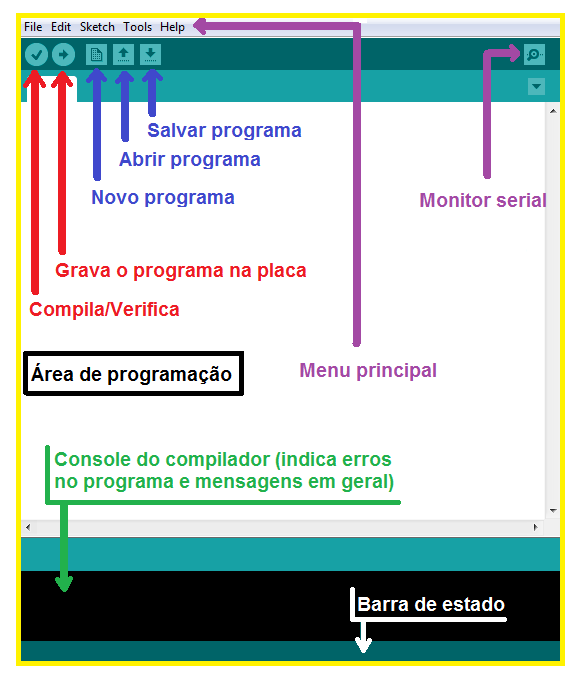 File Edit Sketch Tools Help
Salvar programa
Abrir programa
Novo programa
Monitor serial
Grava o programa na placa
Compila/Verifica
Menu principal
Área de programação
Console do compilador (indica erros
no programa e mensagens em geral)
Barra de estado